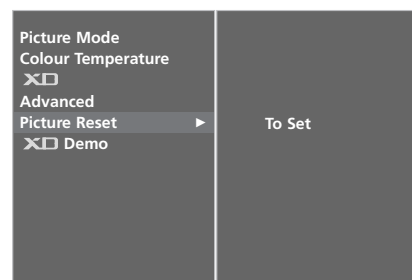 Picture Mode
Colour Temperature
XD
Advanced
Picture Reset ►
XD Demo
To Set